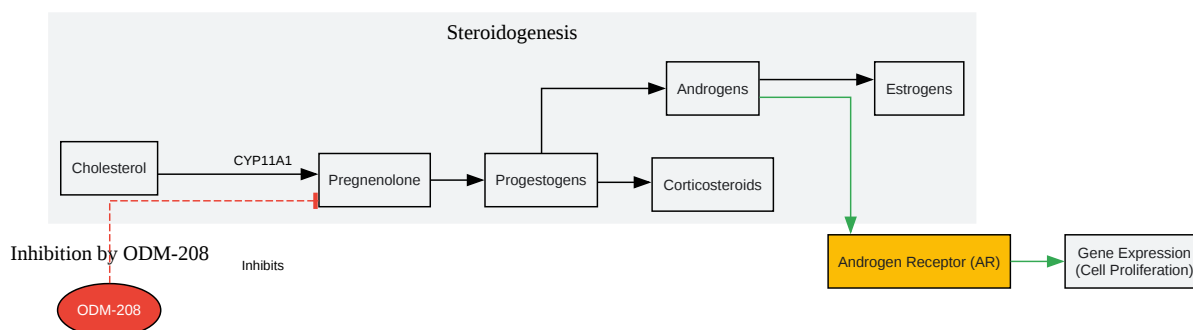 Steroidogenesis
Androgens
Estrogens
CYP11A1
Cholesterol
Pregnenolone
Progestogens
Corticosteroids
Inhibition by ODM-208
Inhibits
Androgen Receptor (AR)
Gene Expression
(Cell Proliferation)
ODM-208